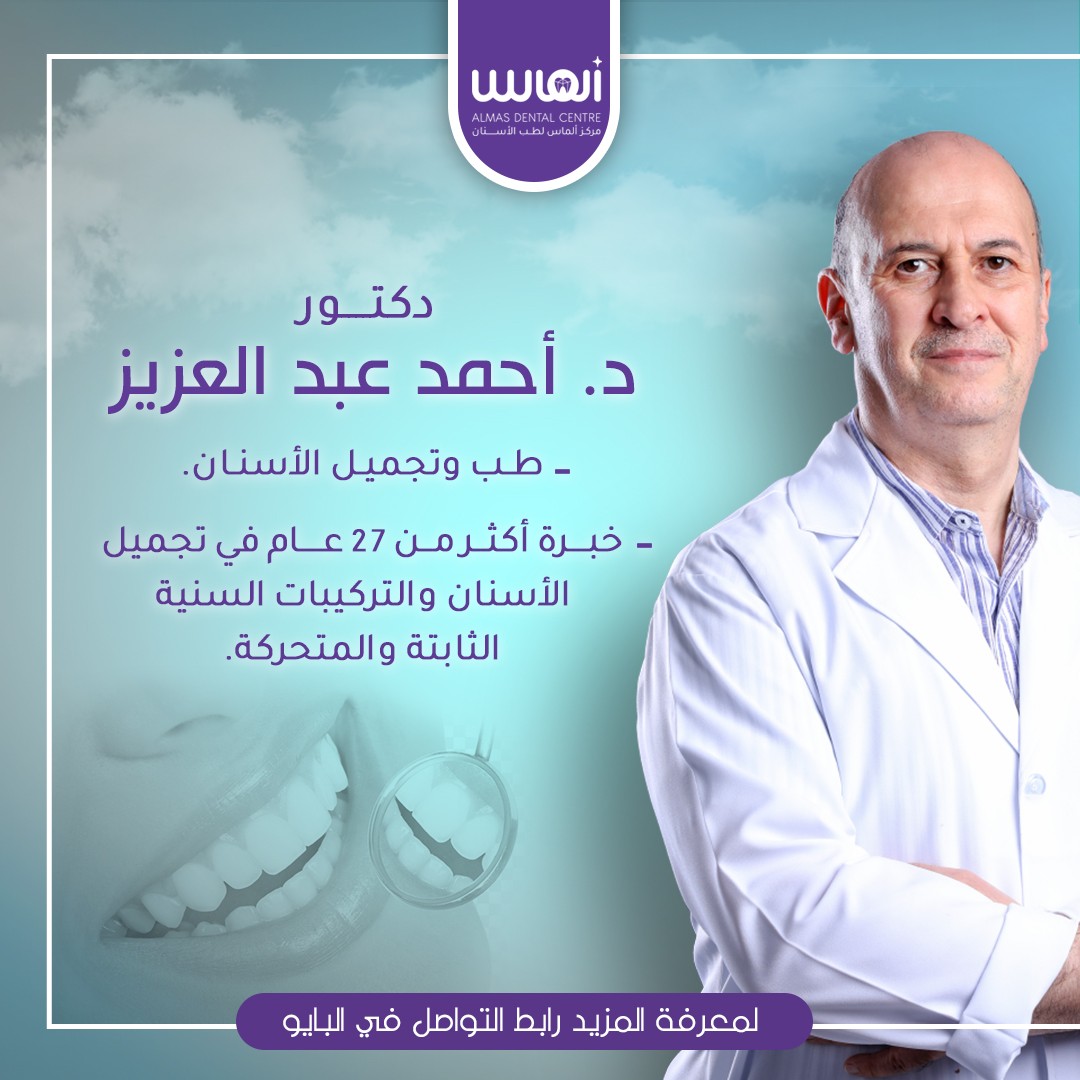 ألماس
ALMAS DENTAL CENTRE
مركز ألماس لطب الأسنان
دكتور
د. أحمد عبد العزيز
- طب وتجميل الأسنان.
- خبرة أكثر من 27 عام في تجميل
الأسنان والتركيبات السنية
الثابتة والمتحركة.
لمعرفة المزيد رابط التواصل في البايو